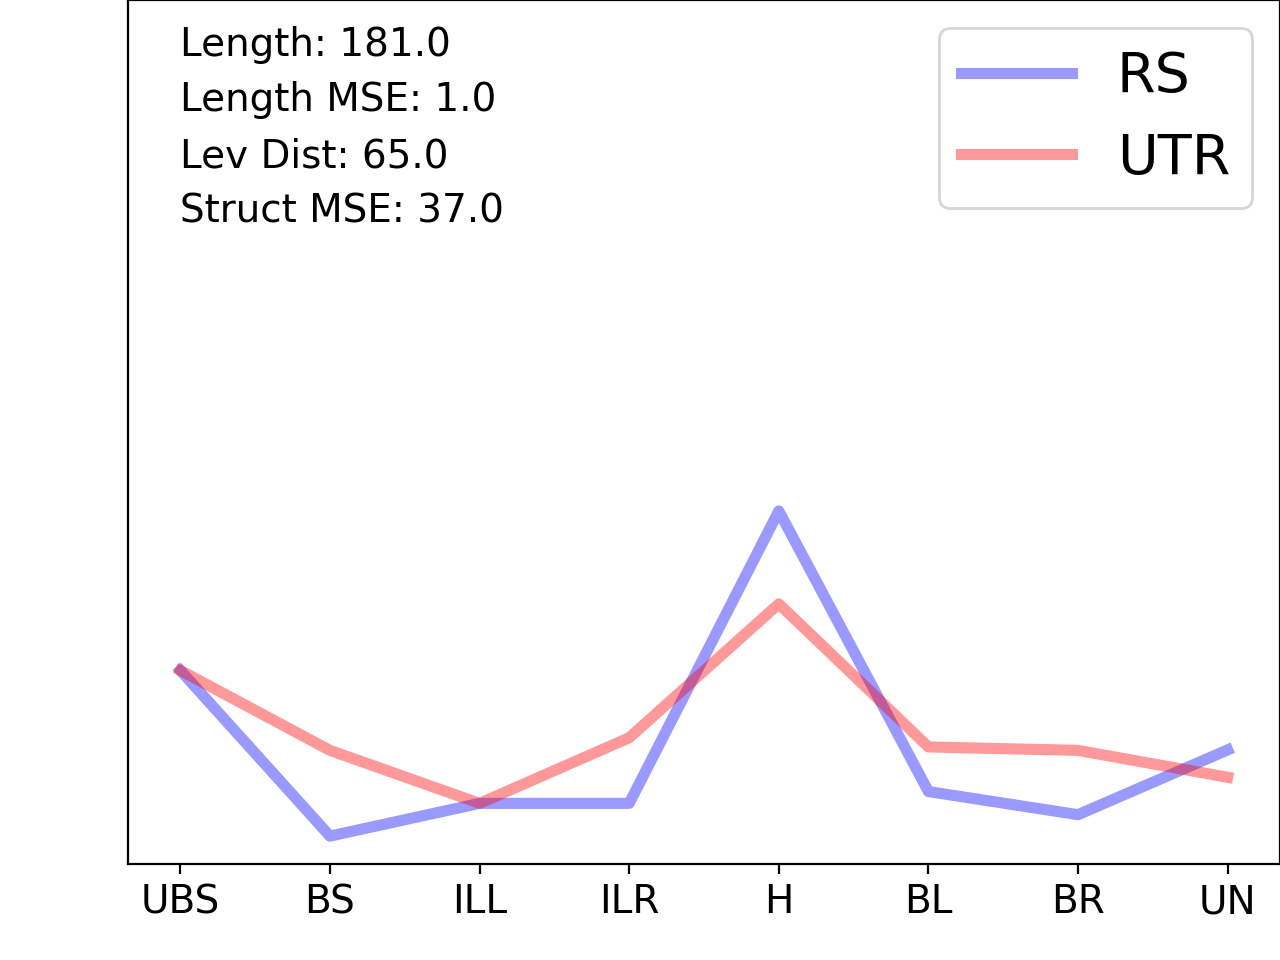 Length: 181.0
Length MSE: 1.0
Lev Dist: 65.0
Struct MSE: 37.0
RS
UTR
UBS BS ILL ILR H BL BR UN